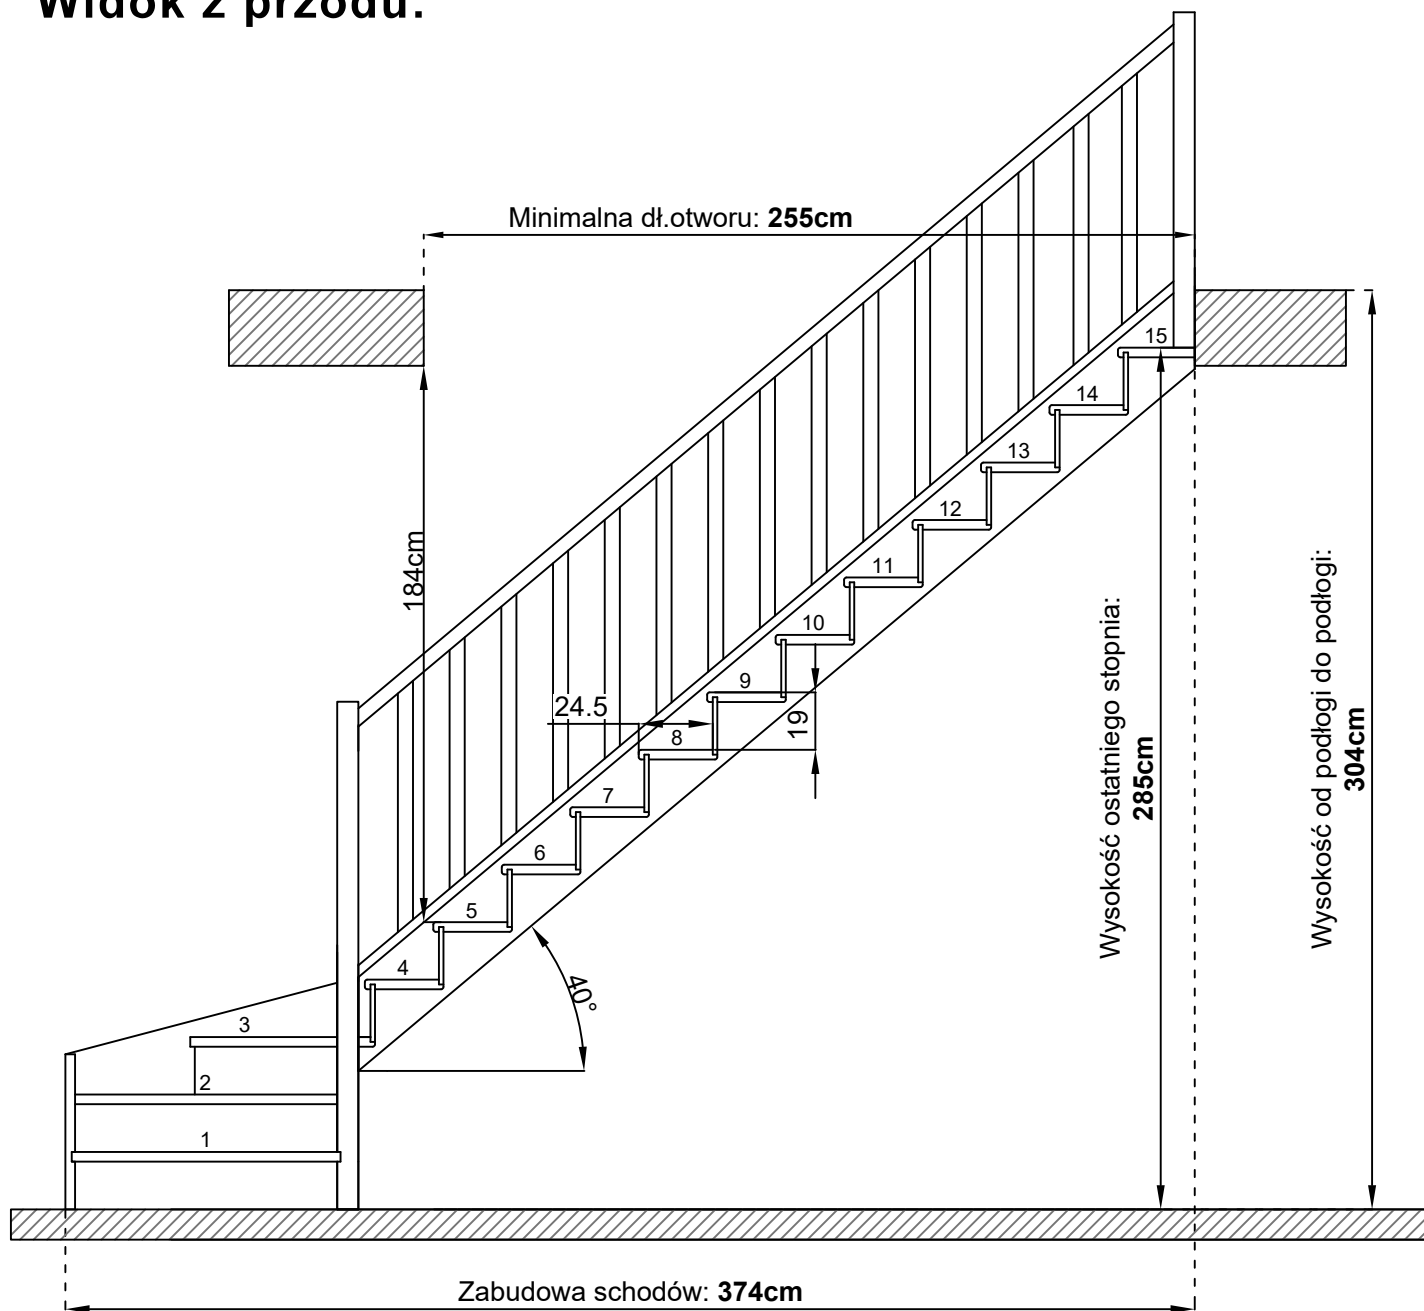 Widok z przodu:
Minimalna dł.otworu: 255cm
184cm
15
14
13
12
11
10
9
24.5
8
19
7
6
5
4
40°
3
2
1
Wysokość ostatniego stopnia:
285cm
Wysokość od podłogi do podłogi:
304cm
Zabudowa schodów: 374cm